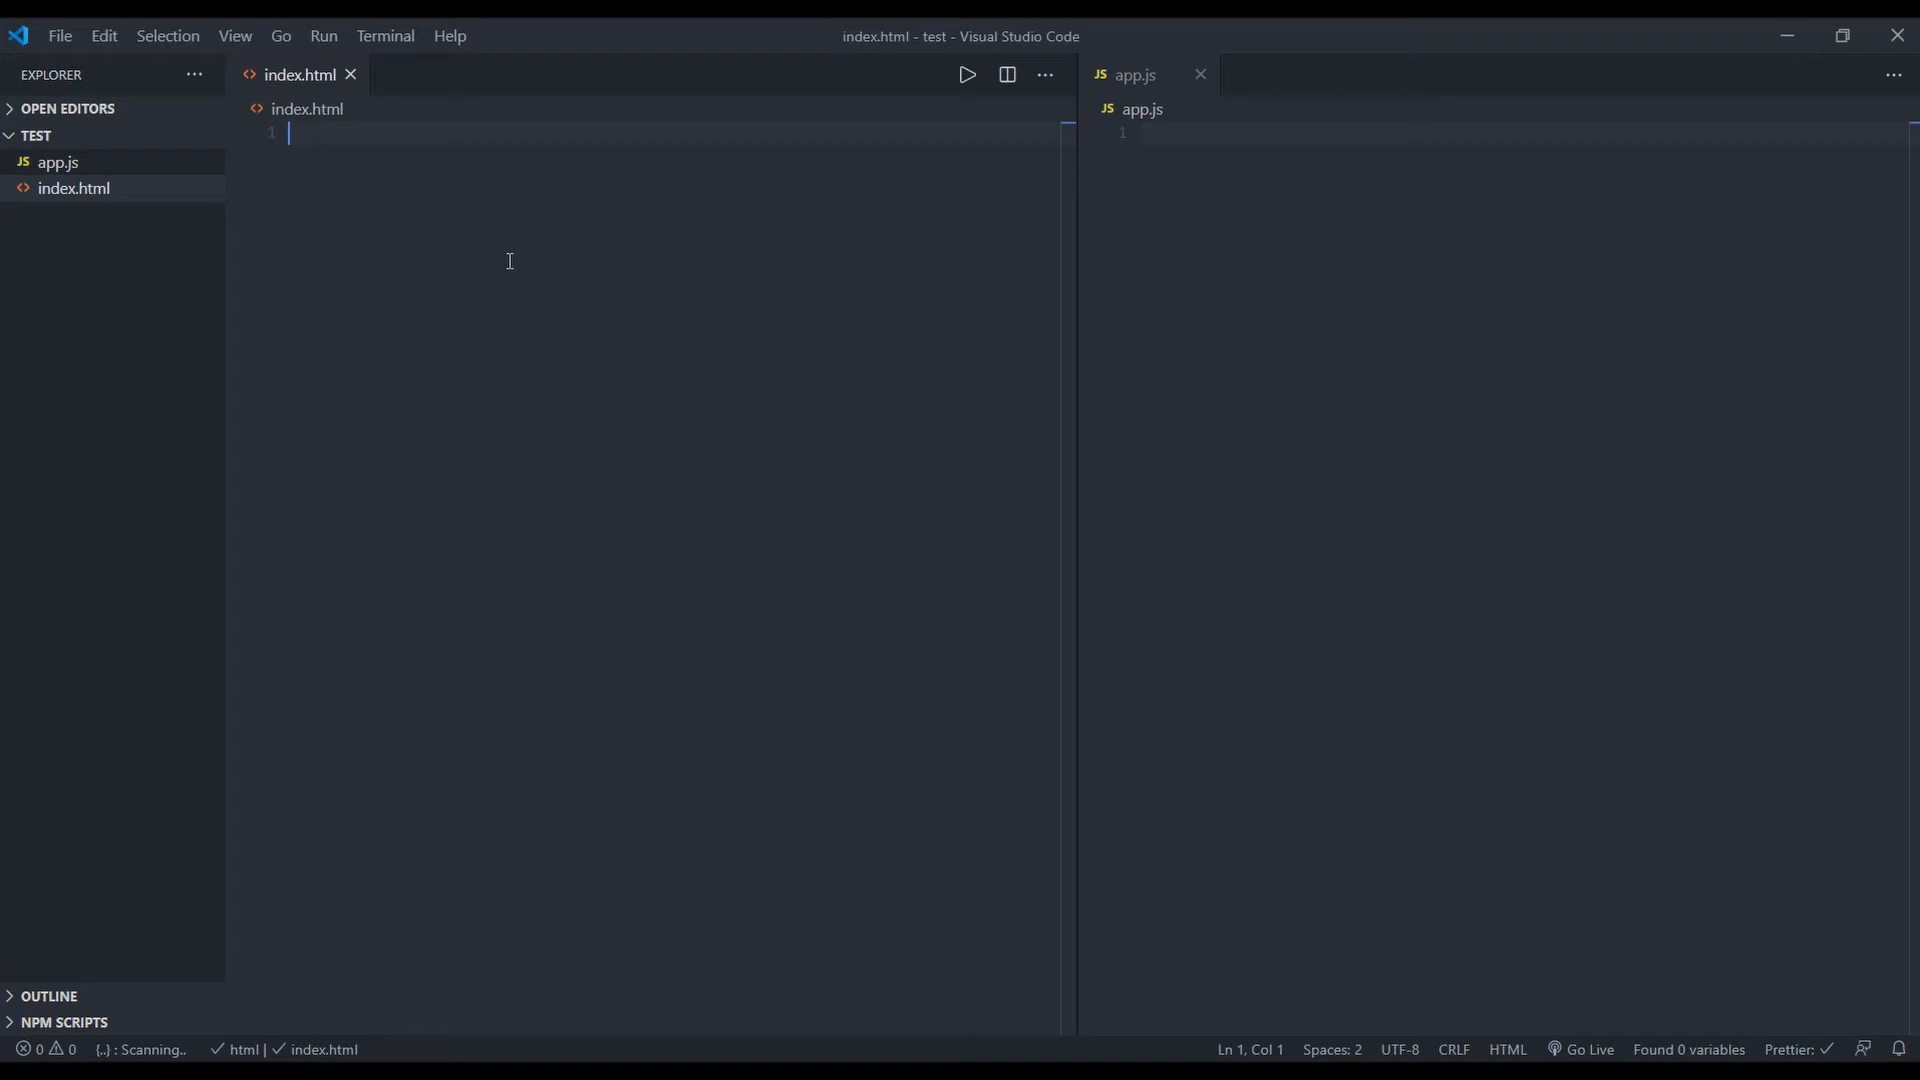 File Edit Selection View Go Run Terminal Help
index.html - test - Visual Studio Code
EXPLORER
OPEN EDITORS
TEST
JS app.js
index.html
OUTLINE
NPM SCRIPTS
index.html
index.html
1
JS app.js
JS app.js
1
0 0 {..} : Scanning.. html | index.html
Ln 1, Col 1 Spaces: 2 UTF-8 CRLF HTML Go Live Found 0 variables Prettier: